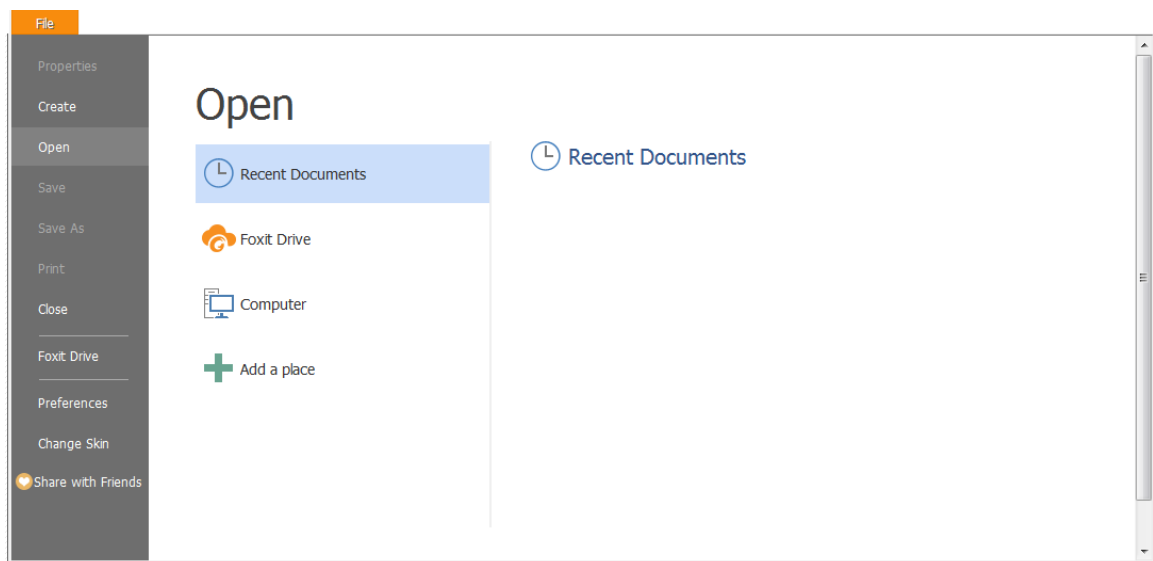 File
Properties
Create
Open
Save
Save As
Print
Close
Foxit Drive
Preferences
Change Skin
Share with Friends
Open
Recent Documents
Foxit Drive
Computer
Add a place
Recent Documents